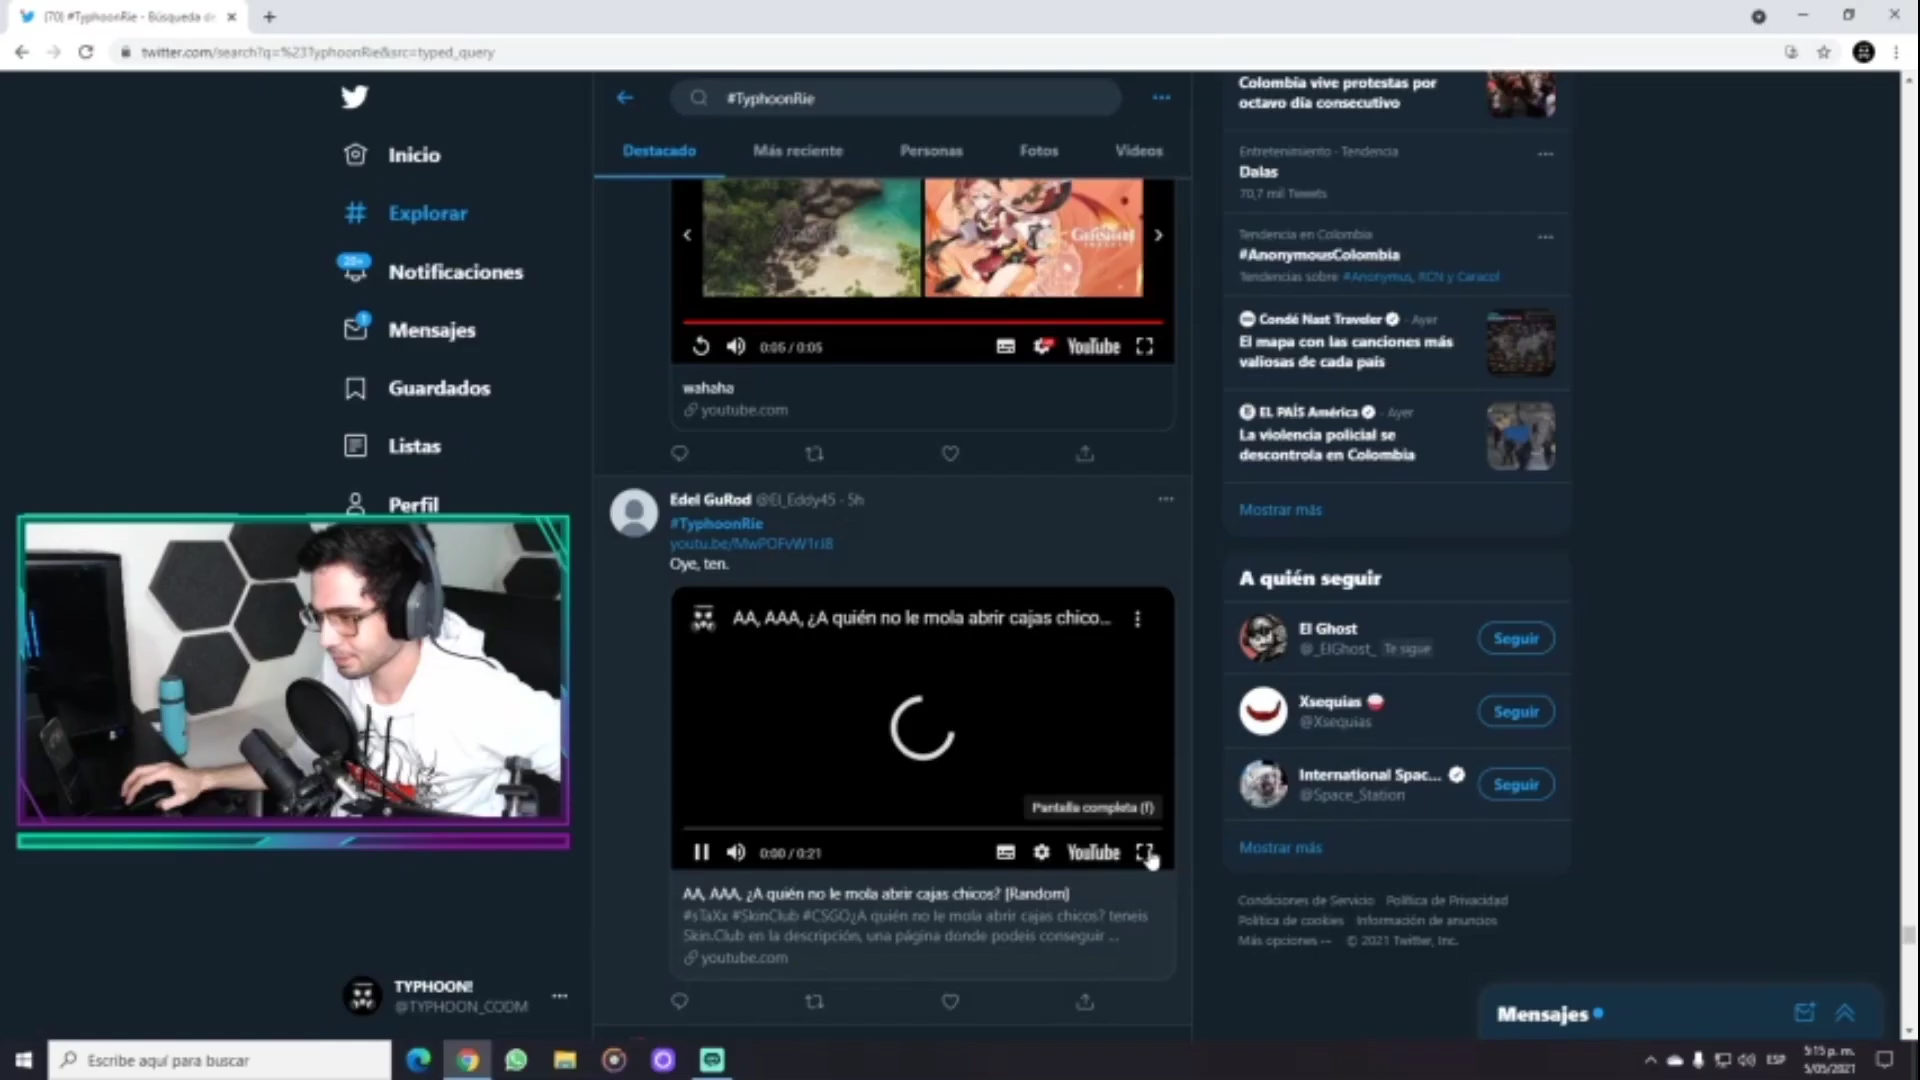 (70) #TyphoonRie - Búsqueda de
twitter.com/search?q=%23TyphoonRie&src=typed_query
Inicio
Explorar
20+
Notificaciones
1
Mensajes
Guardados
Listas
Perfil
TYPHOON!
@TYPHOON_CODM
#TyphoonRie
Destacado
Más reciente
Personas
Fotos
Videos
Genshin
0:05 / 0:05
YouTube
wahaha
youtube.com
Edel GuRod @El_Eddy45 · 5h
#TyphoonRie
Oye, ten.
AA, AAA, ¿A quién no le mola abrir cajas chico...
Pantalla completa (f)
0:00 / 0:21
YouTube
AA, AAA, ¿A quién no le mola abrir cajas chicos? [Random]
#sTaXx #SkinClub #CSGO¿A quién no le mola abrir cajas chicos? teneis
Skin.Club en la descripción, una página donde podeis conseguir ...
youtube.com
Colombia vive protestas por
octavo día consecutivo
Entretenimiento · Tendencia
Dalas
70,7 mil Tweets
Tendencia en Colombia
#AnonymousColombia
Tendencias sobre #Anonymus, RCN y Caracol
Condé Nast Traveler · Ayer
El mapa con las canciones más
valiosas de cada país
EL PAÍS América · Ayer
La violencia policial se
descontrola en Colombia
Mostrar más
A quién seguir
El Ghost
@_ElGhost_ Te sigue
Seguir
Xsequias
@Xsequias
Seguir
International Spac...
@Space_Station
Seguir
Mostrar más
Condiciones de Servicio Política de Privacidad
Política de cookies Información de anuncios
Más opciones ··· © 2021 Twitter, Inc.
Mensajes
Escribe aquí para buscar
ESP
5:15 p. m.
5/05/2021